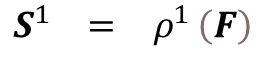 𝑺¹ = 𝜌¹ (𝑭)